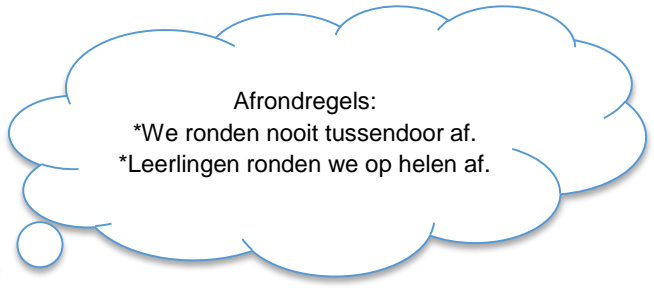 Afrondregels:
*We ronden nooit tussendoor af.
*Leerlingen ronden we op helen af.